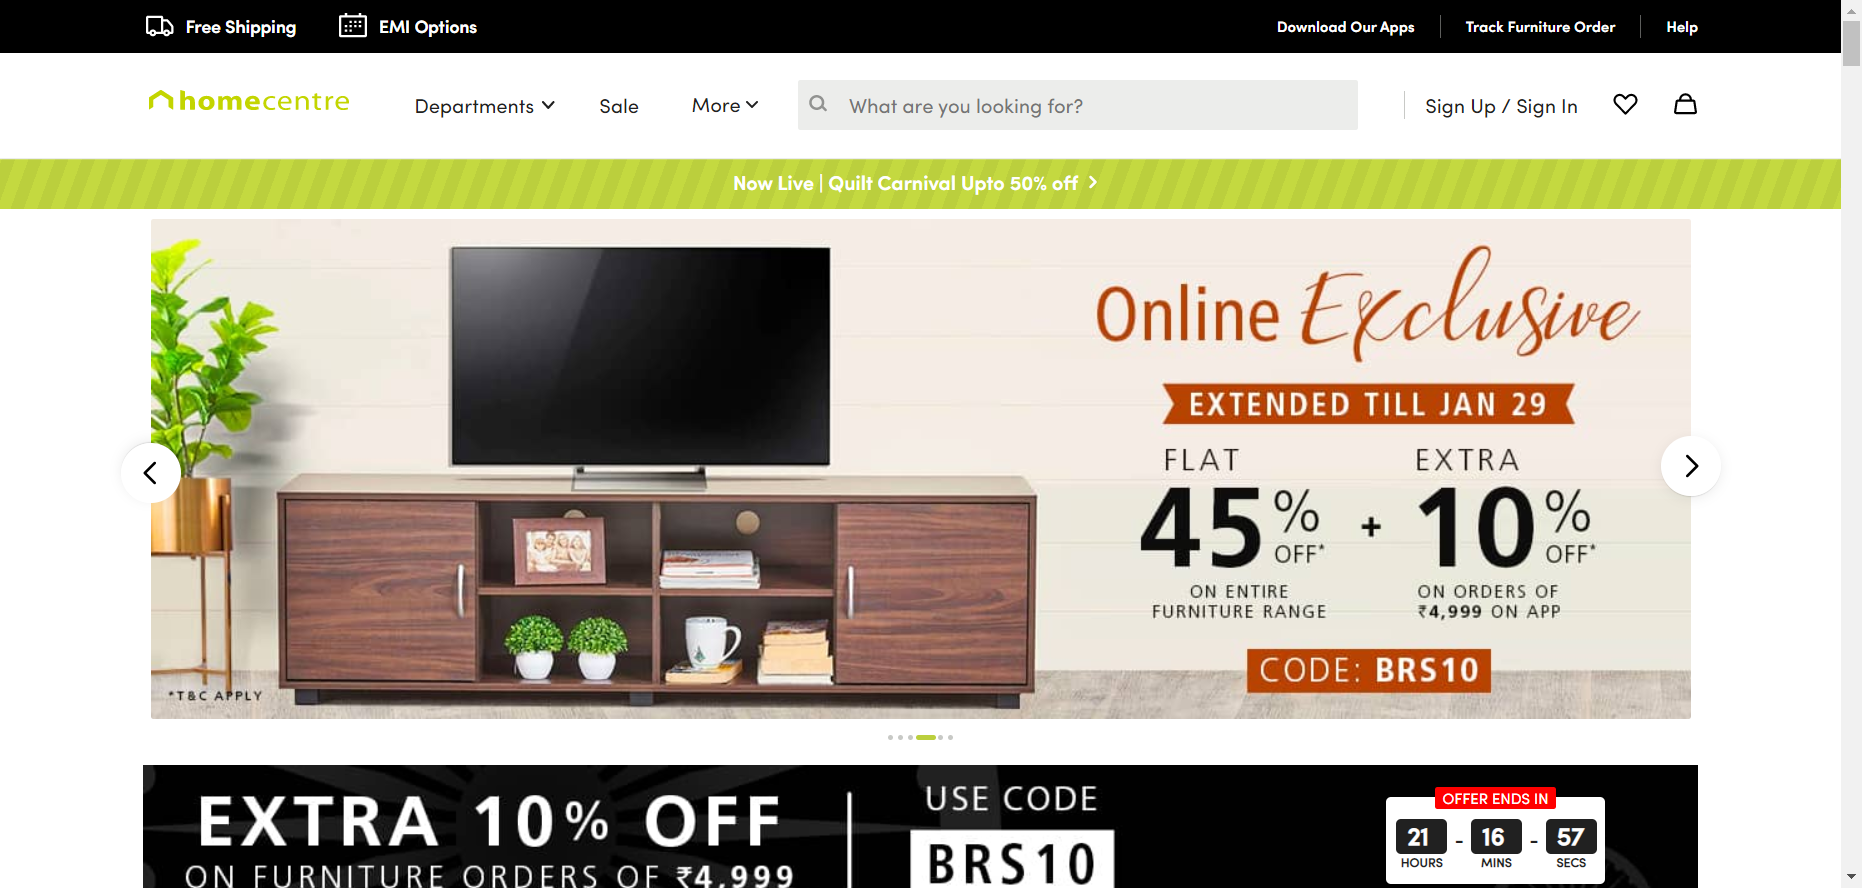 Free Shipping
EMI Options
Download Our Apps
Track Furniture Order
Help
homecentre
Departments
Sale
More
What are you looking for?
Sign Up / Sign In
Now Live | Quilt Carnival Upto 50% off
Online Exclusive
EXTENDED TILL JAN 29
FLAT
45% OFF*
ON ENTIRE
FURNITURE RANGE
+
EXTRA
10% OFF*
ON ORDERS OF
₹4,999 ON APP
CODE: BRS10
*T&C APPLY
EXTRA 10% OFF
ON FURNITURE ORDERS OF ₹4,999
USE CODE
BRS10
OFFER ENDS IN
21 - 16 - 57
HOURS MINS SECS